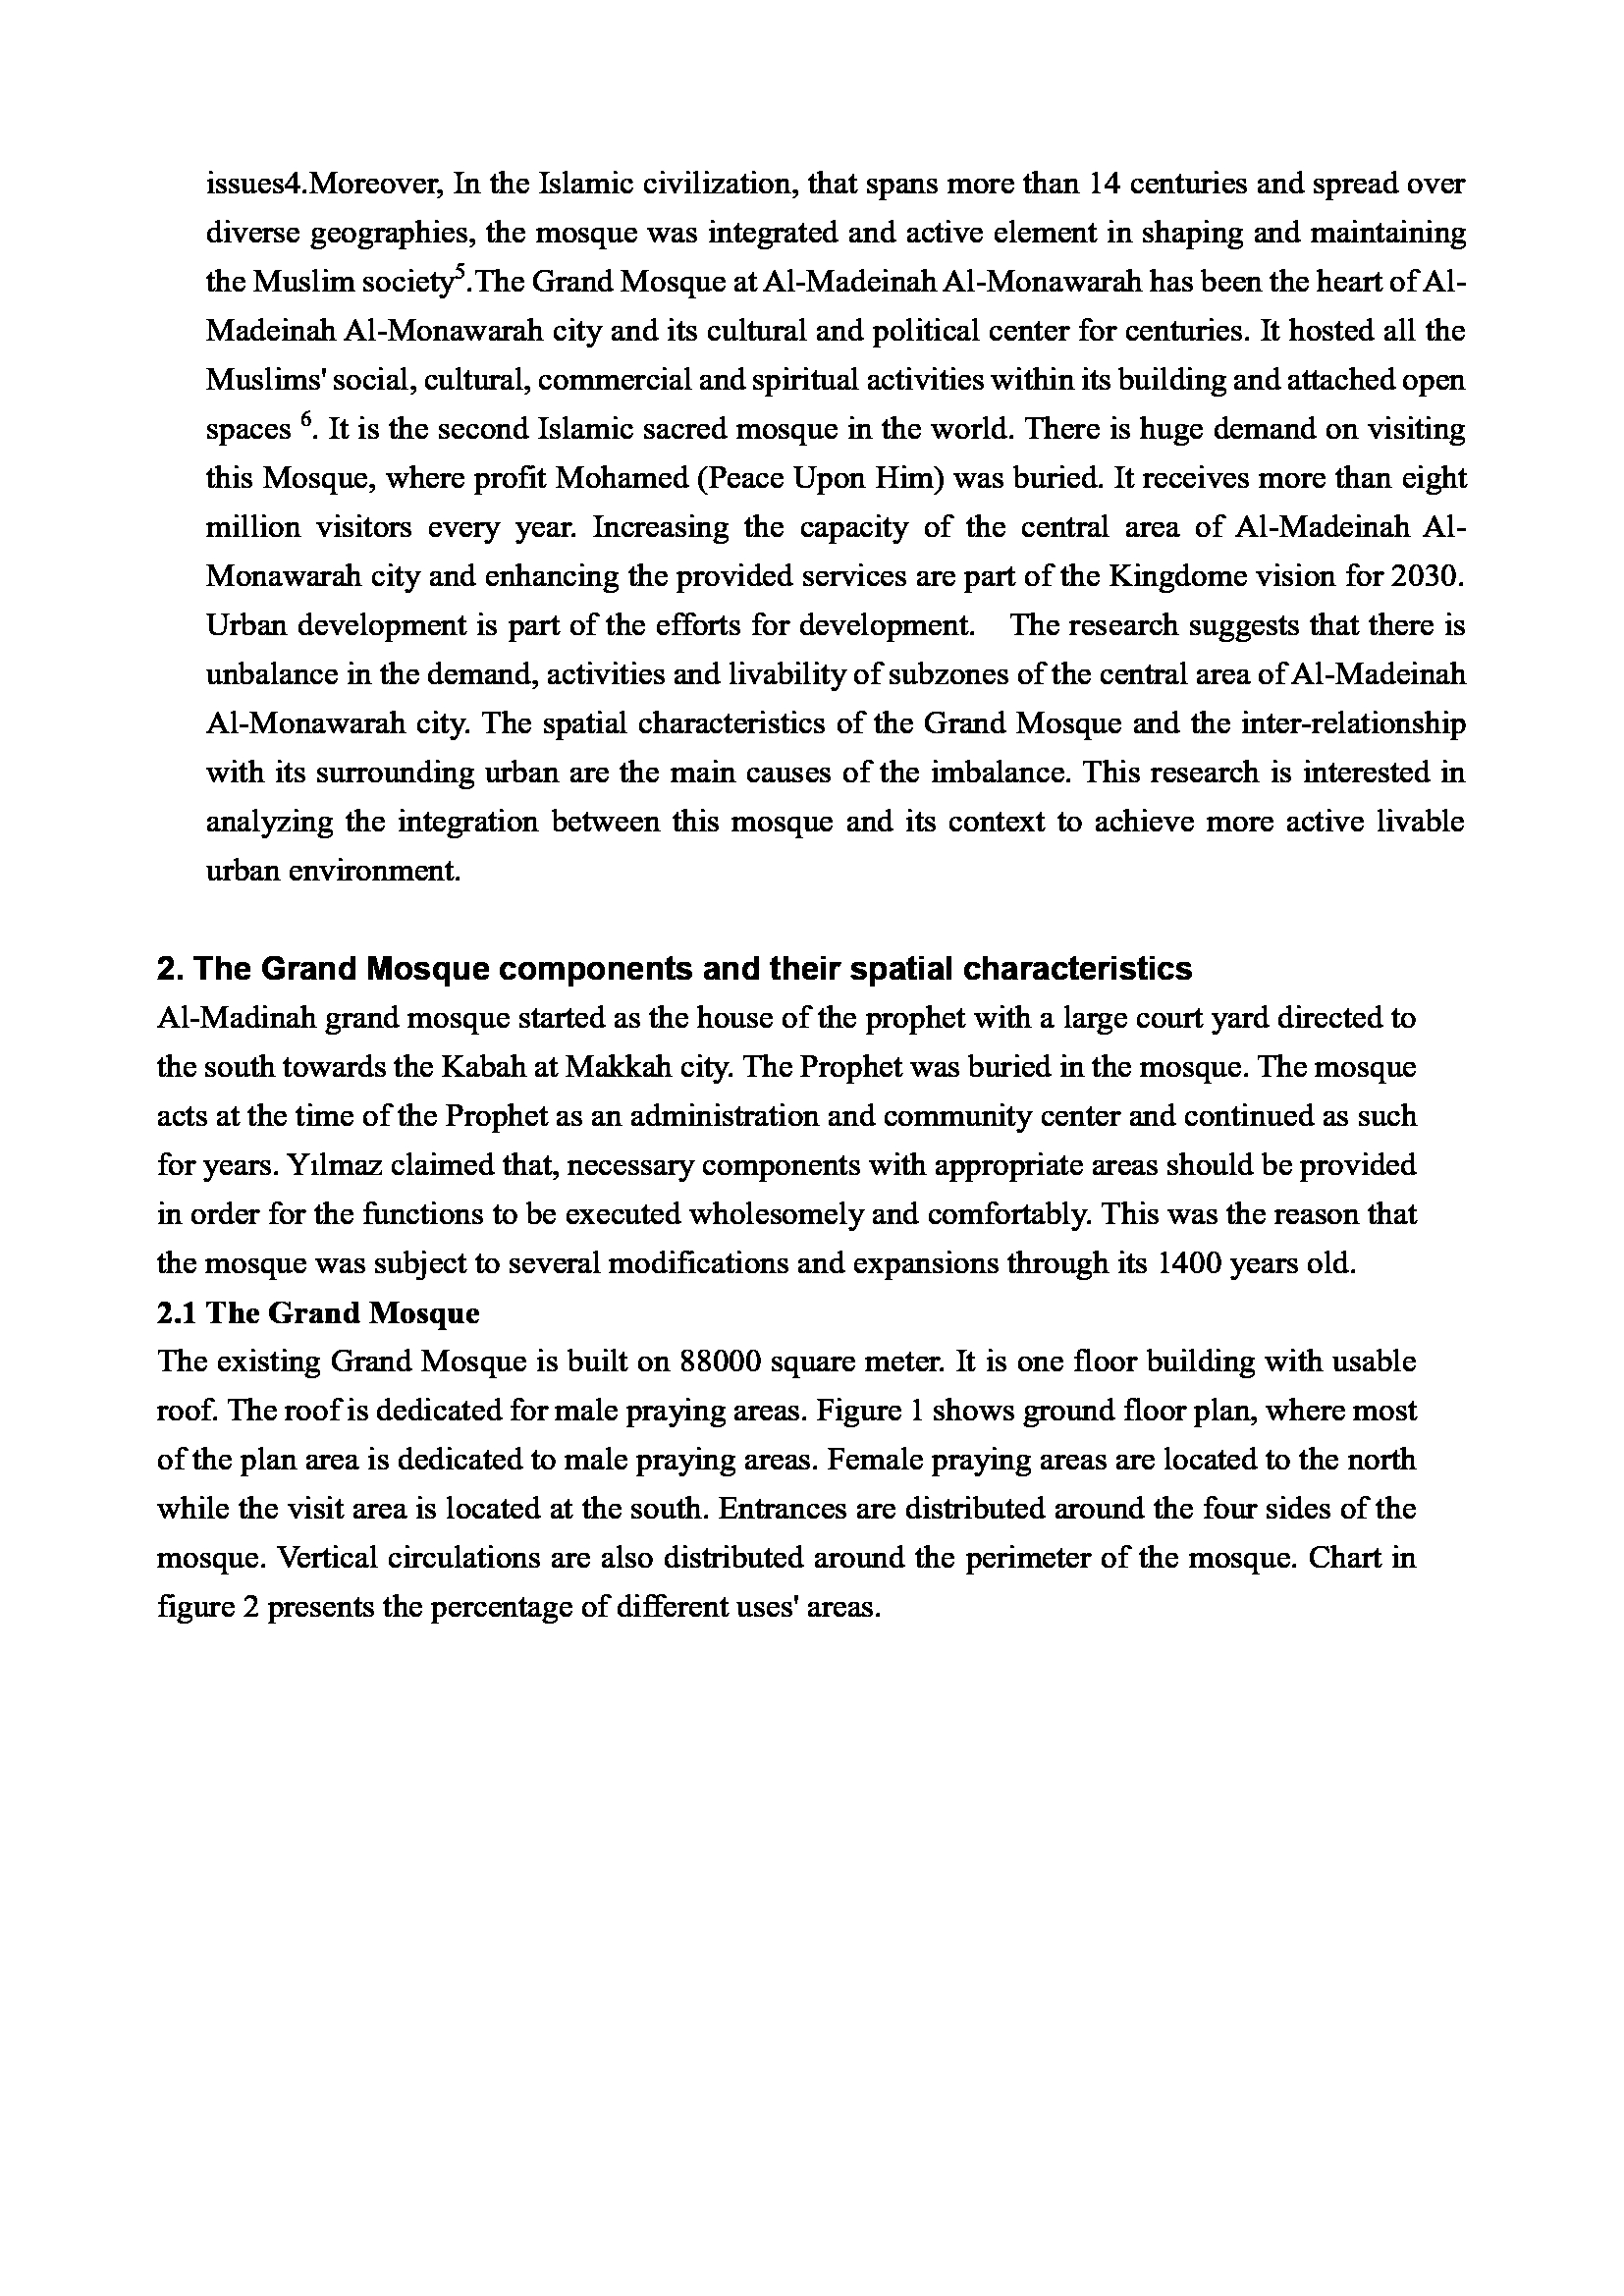 issues4.Moreover, In the Islamic civilization, that spans more than 14 centuries and spread over
diverse geographies, the mosque was integrated and active element in shaping and maintaining
the Muslim society⁵.The Grand Mosque at Al-Madeinah Al-Monawarah has been the heart of Al-
Madeinah Al-Monawarah city and its cultural and political center for centuries. It hosted all the
Muslims' social, cultural, commercial and spiritual activities within its building and attached open
spaces ⁶. It is the second Islamic sacred mosque in the world. There is huge demand on visiting
this Mosque, where profit Mohamed (Peace Upon Him) was buried. It receives more than eight
million visitors every year. Increasing the capacity of the central area of Al-Madeinah Al-
Monawarah city and enhancing the provided services are part of the Kingdome vision for 2030.
Urban development is part of the efforts for development. The research suggests that there is
unbalance in the demand, activities and livability of subzones of the central area of Al-Madeinah
Al-Monawarah city. The spatial characteristics of the Grand Mosque and the inter-relationship
with its surrounding urban are the main causes of the imbalance. This research is interested in
analyzing the integration between this mosque and its context to achieve more active livable
urban environment.
2. The Grand Mosque components and their spatial characteristics
Al-Madinah grand mosque started as the house of the prophet with a large court yard directed to
the south towards the Kabah at Makkah city. The Prophet was buried in the mosque. The mosque
acts at the time of the Prophet as an administration and community center and continued as such
for years. Yılmaz claimed that, necessary components with appropriate areas should be provided
in order for the functions to be executed wholesomely and comfortably. This was the reason that
the mosque was subject to several modifications and expansions through its 1400 years old.
2.1 The Grand Mosque
The existing Grand Mosque is built on 88000 square meter. It is one floor building with usable
roof. The roof is dedicated for male praying areas. Figure 1 shows ground floor plan, where most
of the plan area is dedicated to male praying areas. Female praying areas are located to the north
while the visit area is located at the south. Entrances are distributed around the four sides of the
mosque. Vertical circulations are also distributed around the perimeter of the mosque. Chart in
figure 2 presents the percentage of different uses' areas.